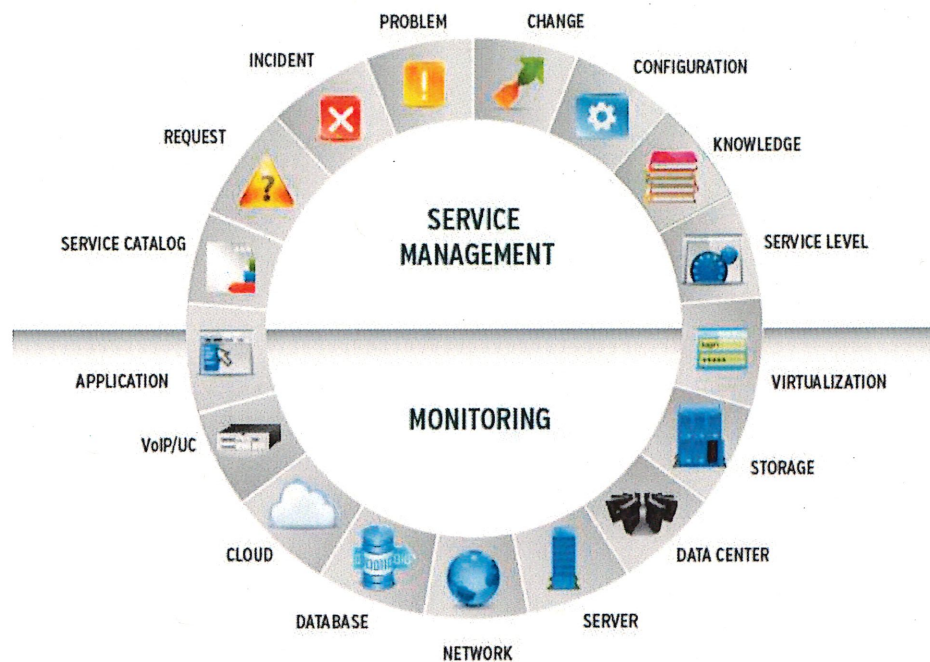 PROBLEM
CHANGE
INCIDENT
CONFIGURATION
REQUEST
KNOWLEDGE
SERVICE CATALOG
SERVICE LEVEL
SERVICE
MANAGEMENT
APPLICATION
VIRTUALIZATION
MONITORING
VoIP/UC
STORAGE
CLOUD
DATA CENTER
DATABASE
SERVER
NETWORK